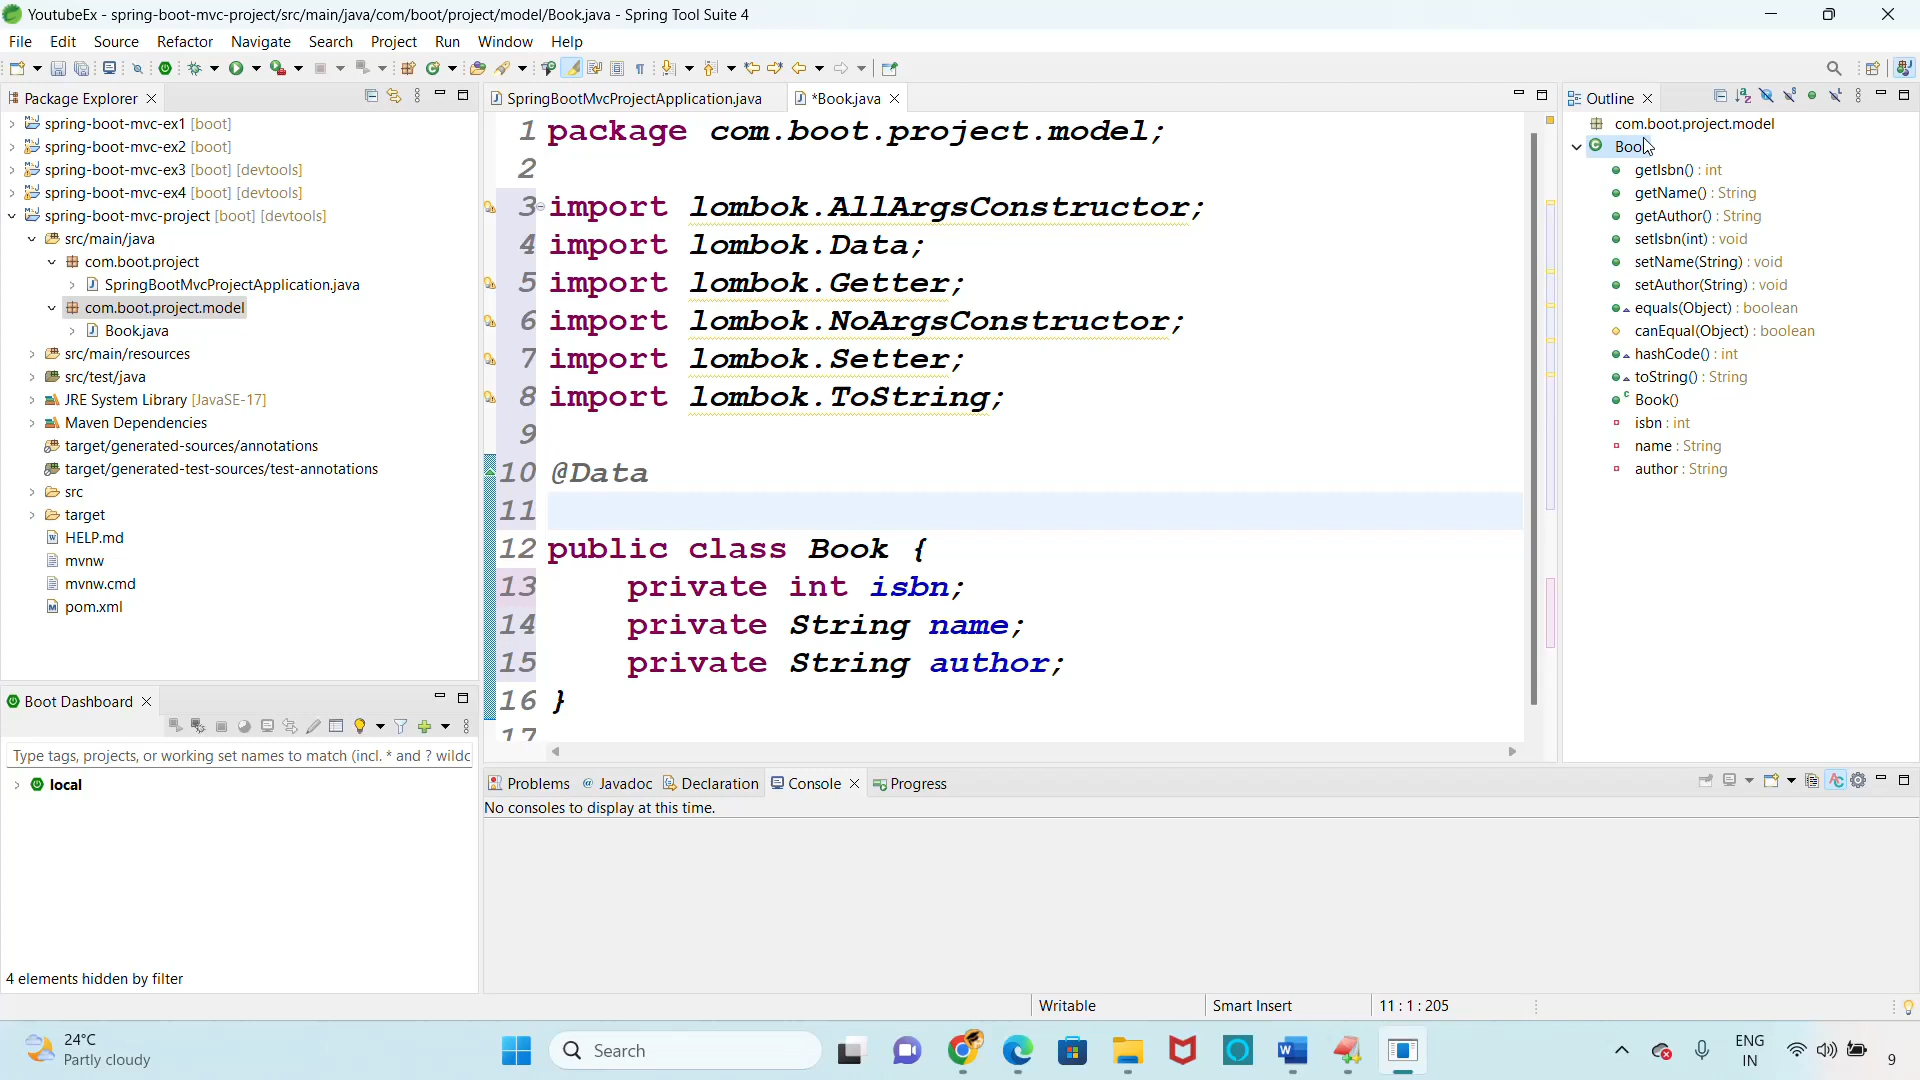 YoutubeEx - spring-boot-mvc-project/src/main/java/com/boot/project/model/Book.java - Spring Tool Suite 4
File Edit Source Refactor Navigate Search Project Run Window Help
Package Explorer
spring-boot-mvc-ex1 [boot]
spring-boot-mvc-ex2 [boot]
spring-boot-mvc-ex3 [boot] [devtools]
spring-boot-mvc-ex4 [boot] [devtools]
spring-boot-mvc-project [boot] [devtools]
src/main/java
com.boot.project
SpringBootMvcProjectApplication.java
com.boot.project.model
Book.java
src/main/resources
src/test/java
JRE System Library [JavaSE-17]
Maven Dependencies
target/generated-sources/annotations
target/generated-test-sources/test-annotations
src
target
HELP.md
mvnw
mvnw.cmd
pom.xml
Boot Dashboard
Type tags, projects, or working set names to match (incl. * and ? wildc
local
4 elements hidden by filter
SpringBootMvcProjectApplication.java *Book.java
1 package com.boot.project.model;
2
3 import lombok.AllArgsConstructor;
4 import lombok.Data;
5 import lombok.Getter;
6 import lombok.NoArgsConstructor;
7 import lombok.Setter;
8 import lombok.ToString;
9
10 @Data
11
12 public class Book {
13 private int isbn;
14 private String name;
15 private String author;
16 }
17
Outline
com.boot.project.model
Book
getIsbn() : int
getName() : String
getAuthor() : String
setIsbn(int) : void
setName(String) : void
setAuthor(String) : void
equals(Object) : boolean
canEqual(Object) : boolean
hashCode() : int
toString() : String
Book()
isbn : int
name : String
author : String
Problems Javadoc Declaration Console Progress
No consoles to display at this time.
Writable Smart Insert 11 : 1 : 205
24°C
Partly cloudy
Search
ENG
IN
9